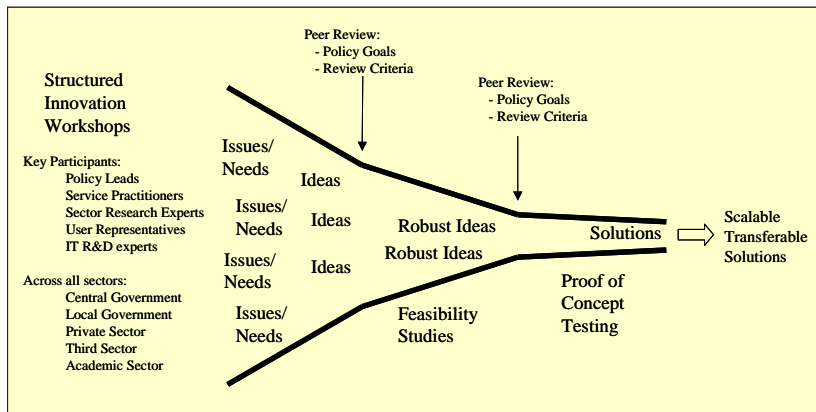 Structured
Innovation
Workshops
Key Participants:
Policy Leads
Service Practitioners
Sector Research Experts
User Representatives
IT R&D experts
Across all sectors:
Central Government
Local Government
Private Sector
Third Sector
Academic Sector
Issues/
Needs
Issues/
Needs
Issues/
Needs
Issues/
Needs
Ideas
Ideas
Ideas
Peer Review:
- Policy Goals
- Review Criteria
Robust Ideas
Robust Ideas
Feasibility
Studies
Peer Review:
- Policy Goals
- Review Criteria
Solutions
Proof of
Concept
Testing
Scalable
Transferable
Solutions